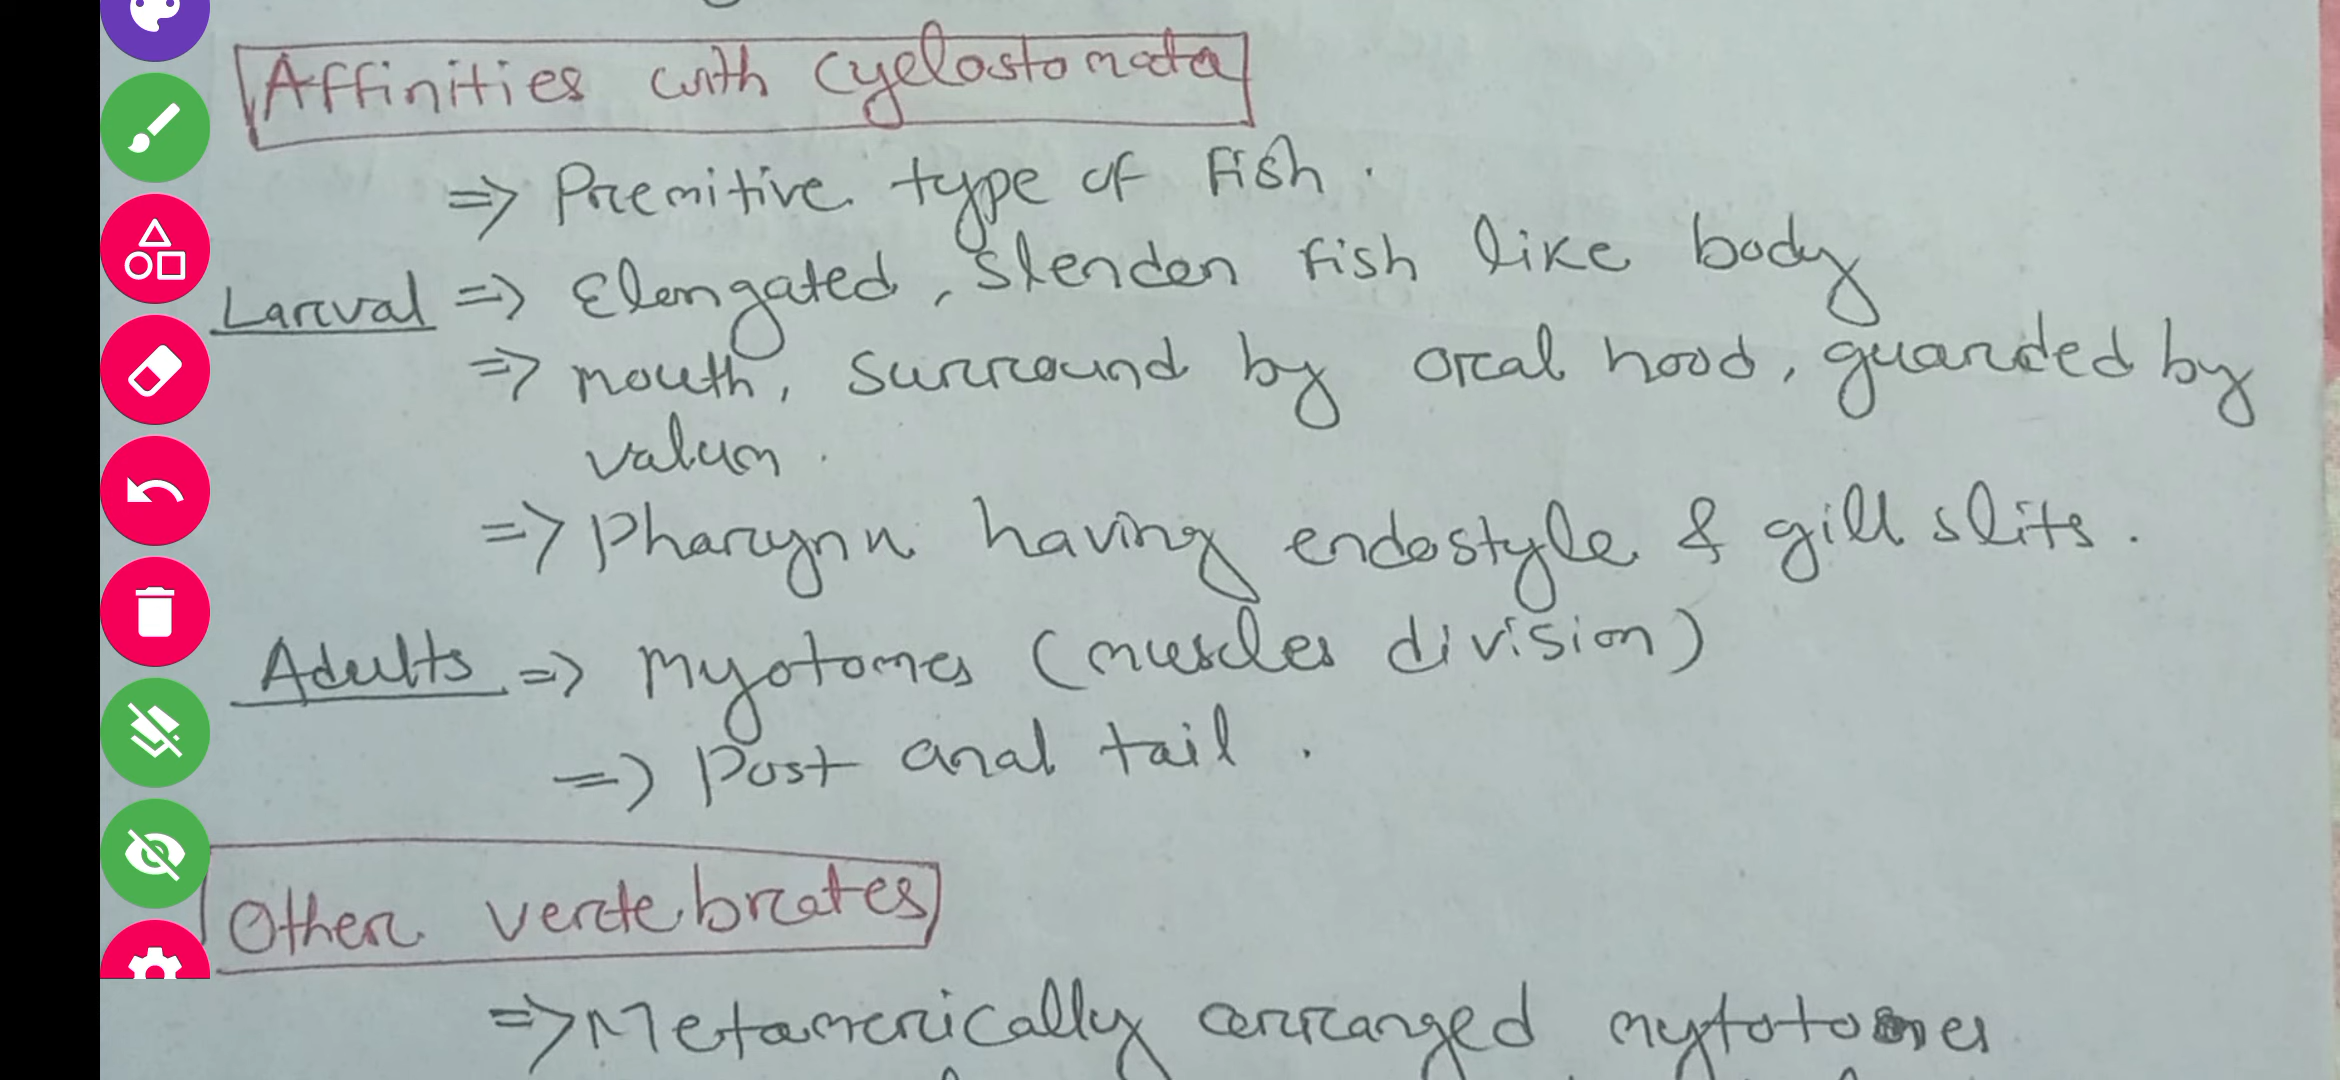 Affinities with Cyclostomata
=> Premitive type of fish.
Larval => Elongated, slender fish like body
=> mouth, surround by oral hood, guarded by
valum.
=> Pharynx having endostyle & gill slits.
Adults => Myotomes (muscles division)
=> Post anal tail.
Other vertebrates
=> Metamerically arranged